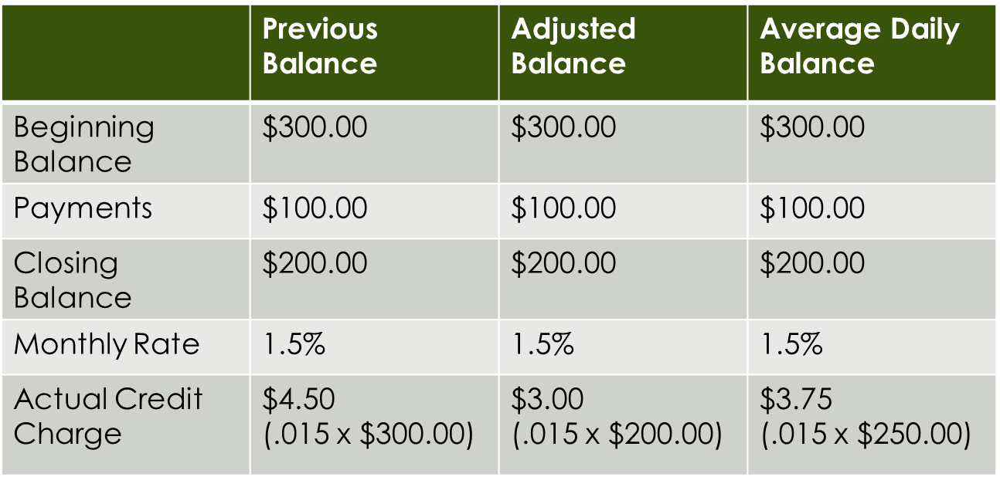 Previous Balance Adjusted Balance Average Daily Balance
Beginning Balance $300.00 $300.00 $300.00
Payments $100.00 $100.00 $100.00
Closing Balance $200.00 $200.00 $200.00
Monthly Rate 1.5% 1.5% 1.5%
Actual Credit Charge $4.50 (.015 x $300.00) $3.00 (.015 x $200.00) $3.75 (.015 x $250.00)